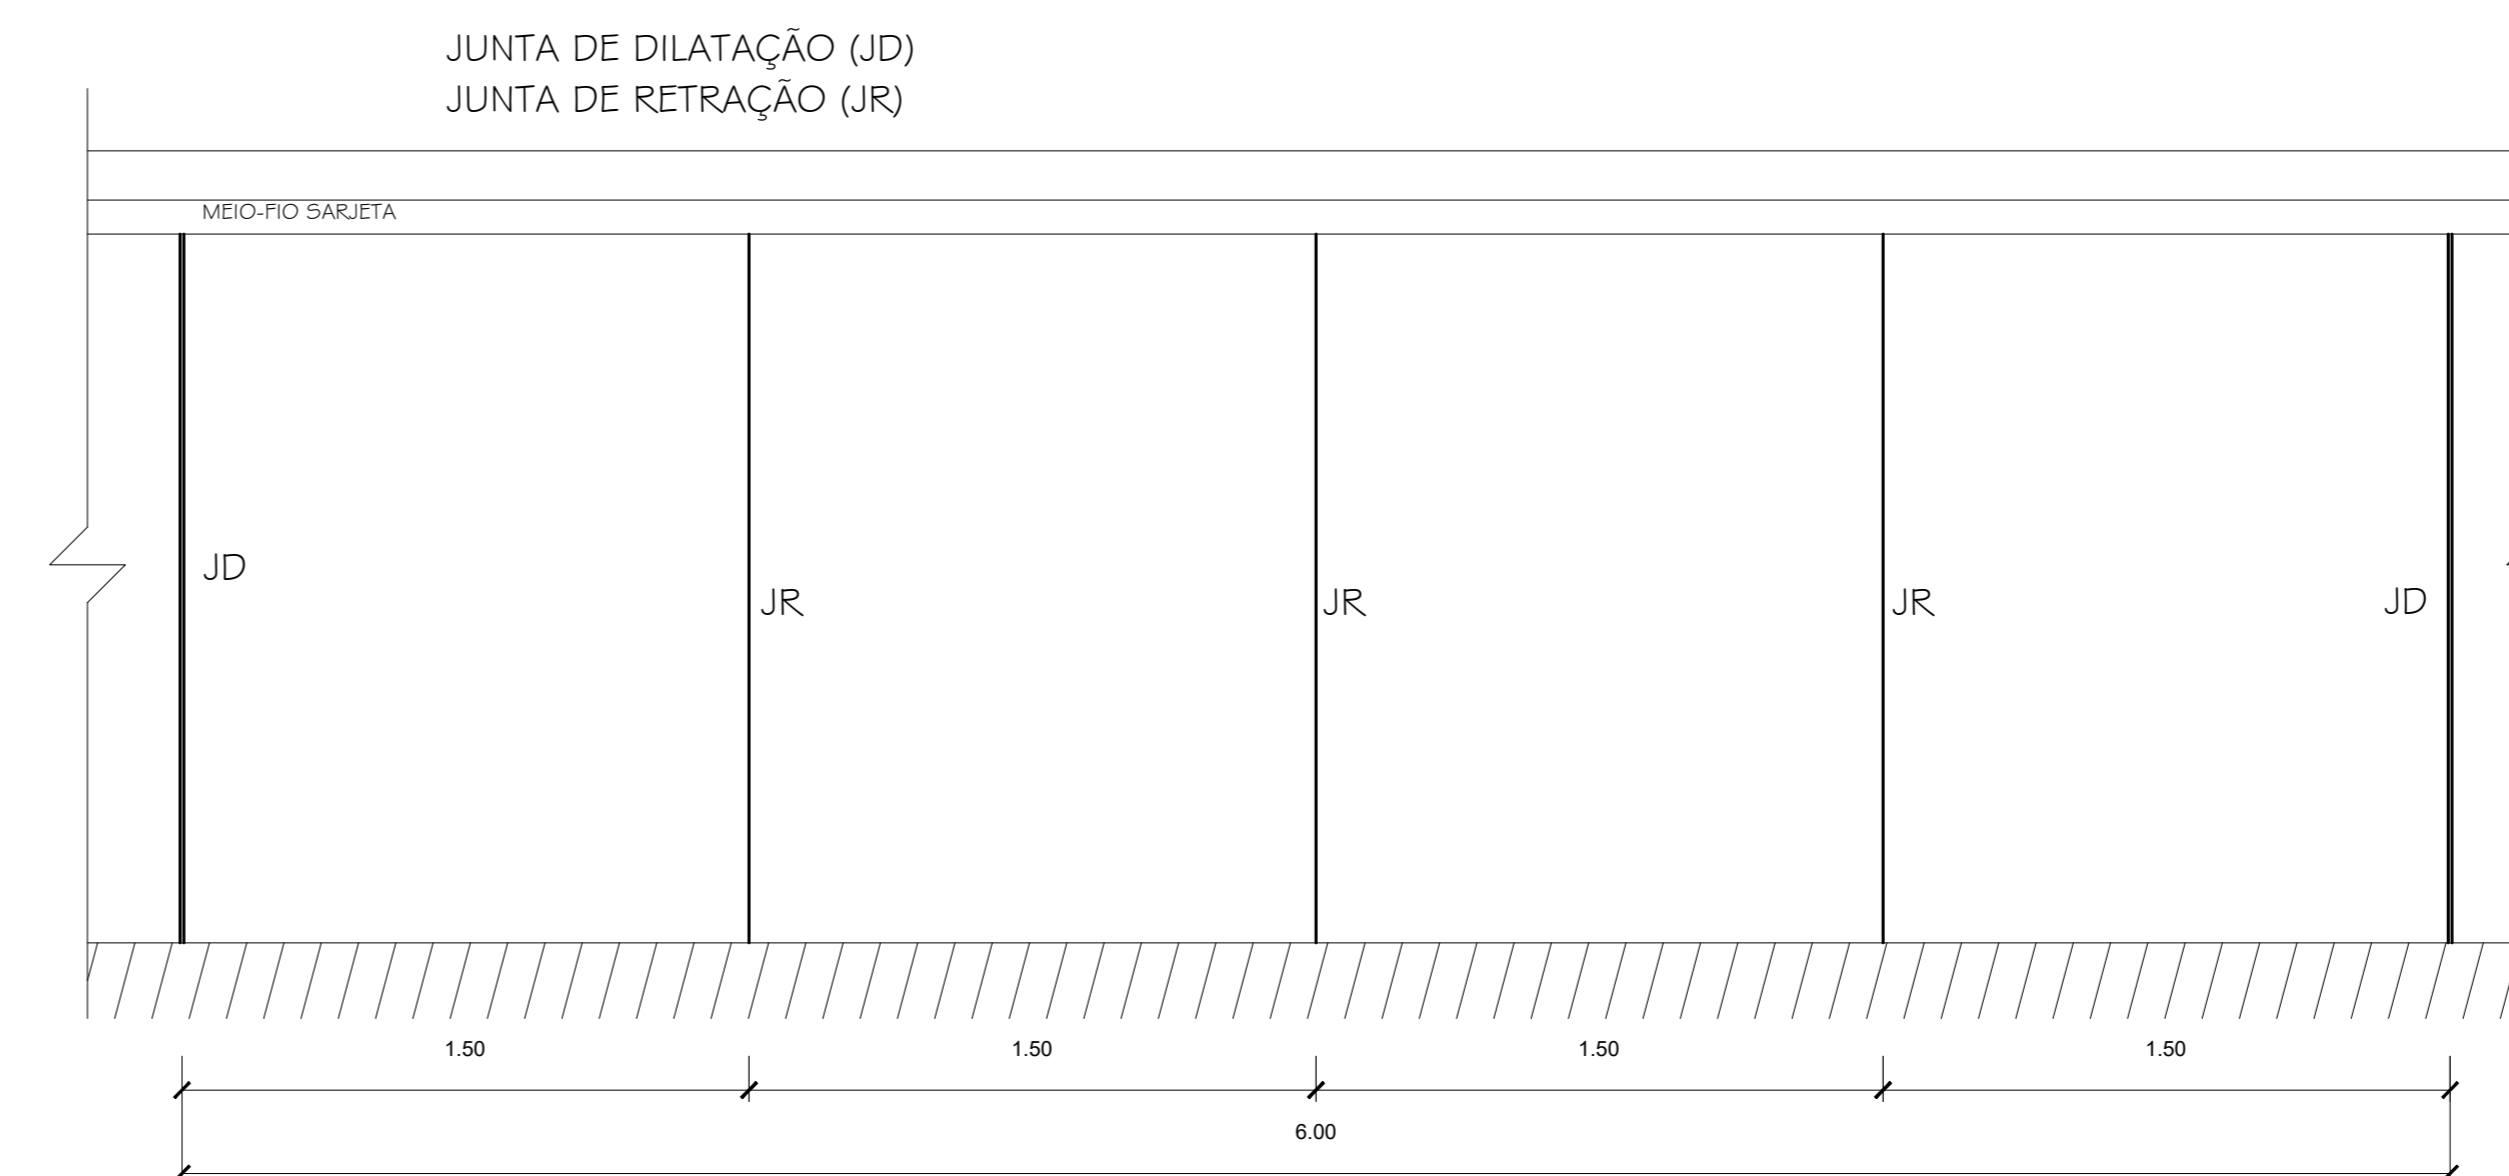 JUNTA DE DILATAÇÃO (JD)
JUNTA DE RETRAÇÃO (JR)
MEIO-FIO SARJETA
JD
JR
JR
JR
JD
1.50
1.50
1.50
1.50
6.00